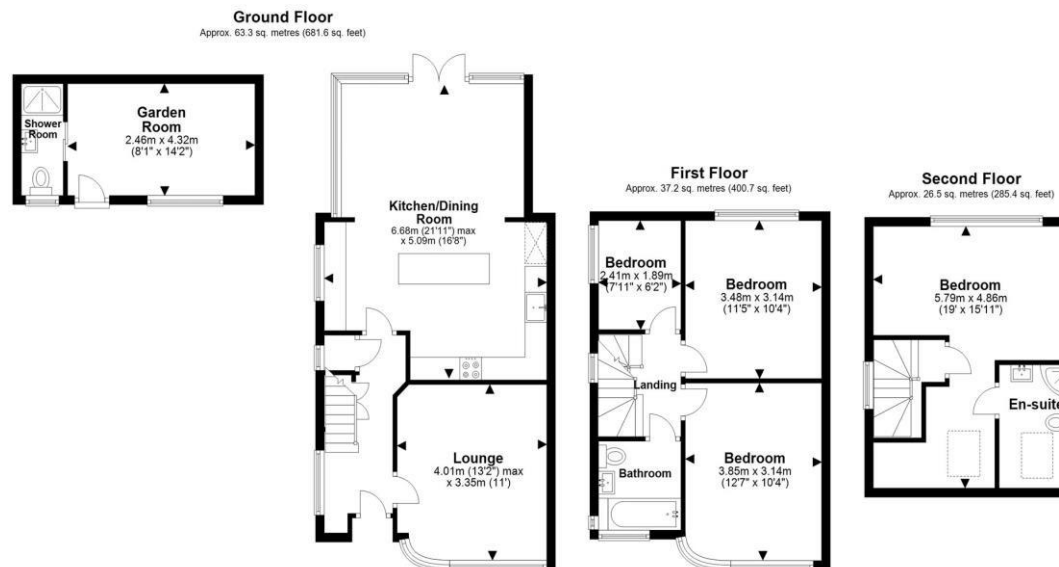 Ground Floor
Approx. 63.3 sq. metres (681.6 sq. feet)
Shower
Room
Garden
Room
2.46m x 4.32m
(8'1" x 14'2")
Kitchen/Dining
Room
6.68m (21'11") max
x 5.09m (16'8")
Lounge
4.01m (13'2") max
x 3.35m (11')
First Floor
Approx. 37.2 sq. metres (400.7 sq. feet)
Bedroom
2.41m x 1.89m
(7'11" x 6'2")
Bedroom
3.48m x 3.14m
(11'5" x 10'4")
Landing
Bathroom
Bedroom
3.85m x 3.14m
(12'7" x 10'4")
Second Floor
Approx. 26.5 sq. metres (285.4 sq. feet)
Bedroom
5.79m x 4.86m
(19' x 15'11")
En-suite